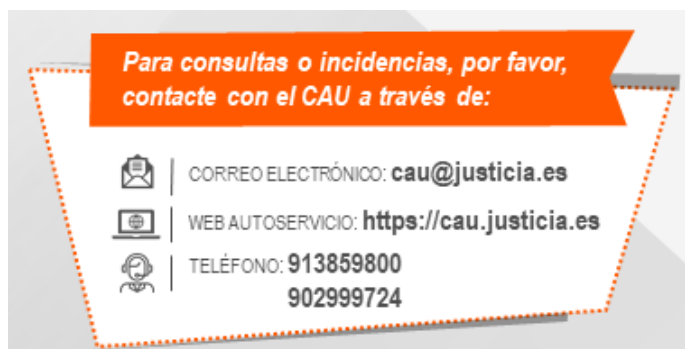 Para consultas o incidencias, por favor,
contacte con el CAU a través de:
CORREO ELECTRÓNICO: cau@justicia.es
WEB AUTOSERVICIO: https://cau.justicia.es
TELÉFONO: 913859800
902999724